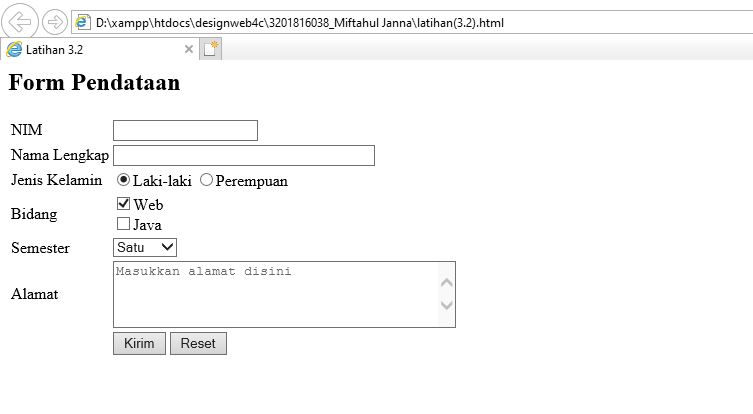 D:\xampp\htdocs\designweb4c\3201816038_Miftahul Janna\latihan(3.2).html
Latihan 3.2
Form Pendataan
NIM
Nama Lengkap
Jenis Kelamin Laki-laki Perempuan
Web
Bidang
Java
Semester Satu
Masukkan alamat disini
Alamat
Kirim Reset